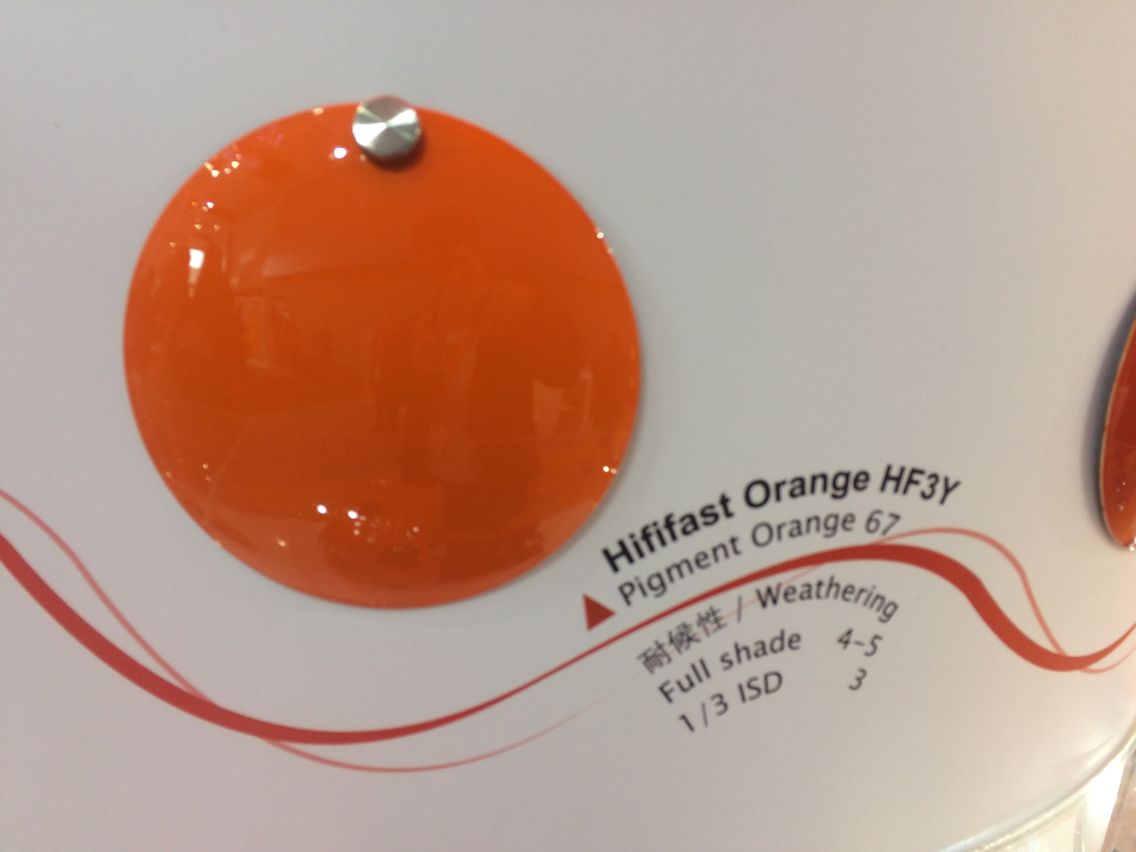 Hififast Orange HF3Y
Pigment Orange 67
耐候性 / Weathering
Full shade 4-5
1/3 ISD 3